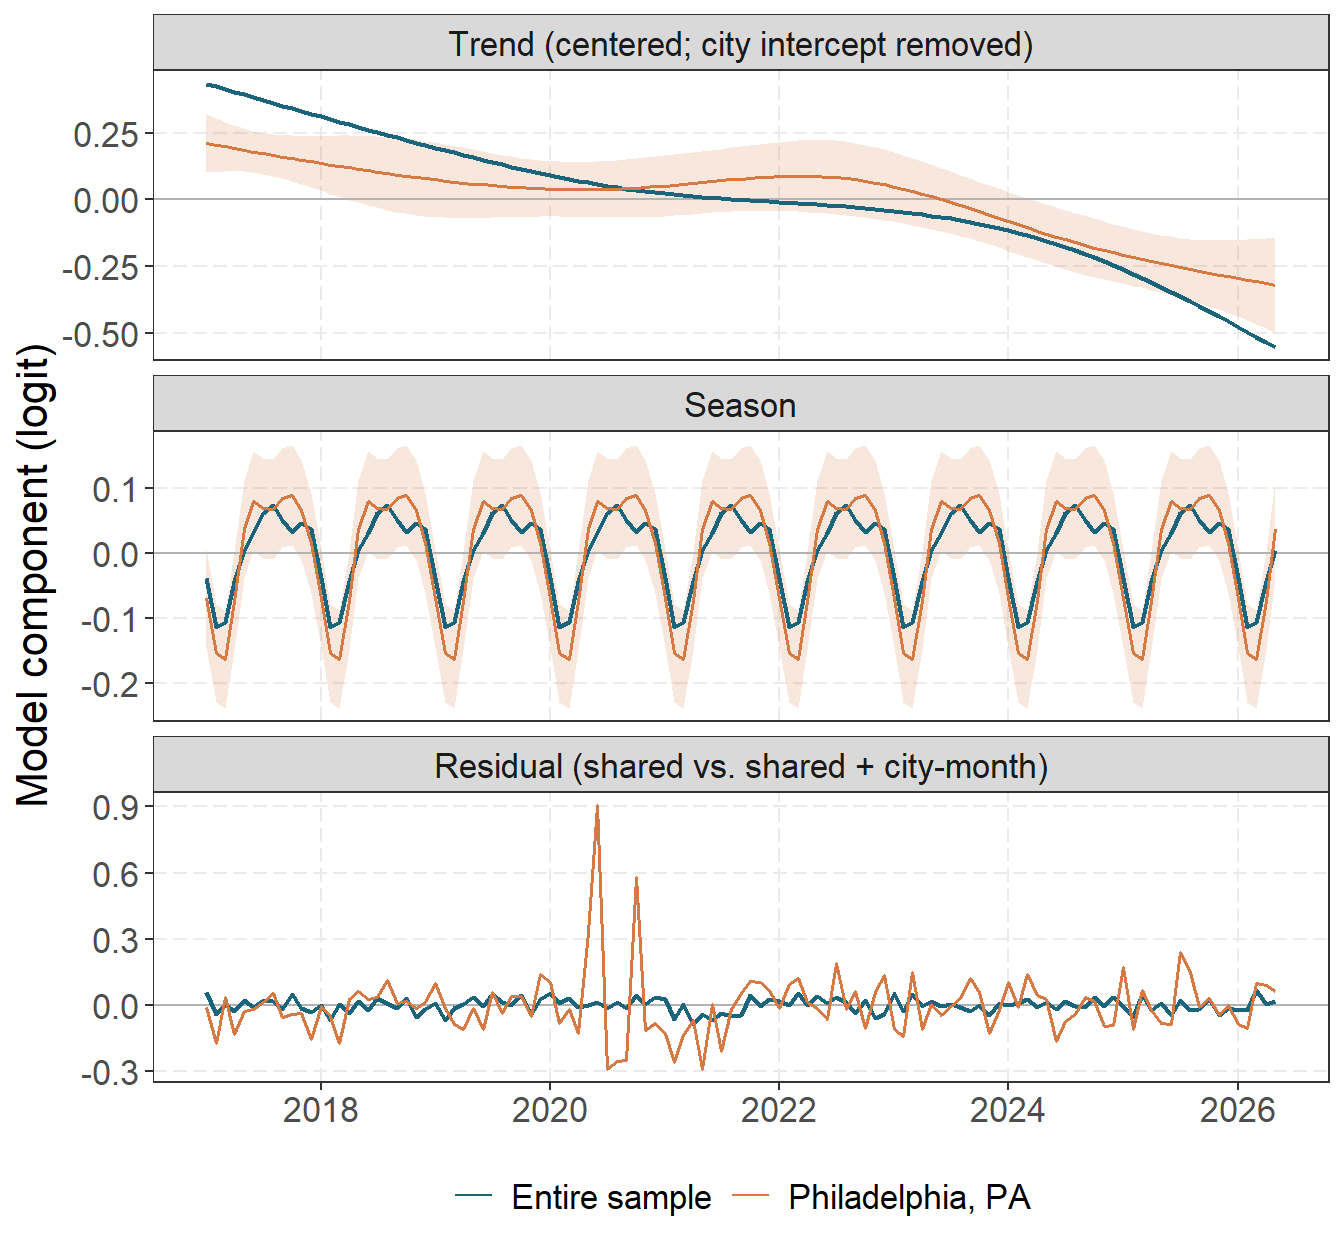 Trend (centered; city intercept removed)
0.25
0.00
-0.25
-0.50
Model component (logit)
Season
0.1
0.0
-0.1
-0.2
Residual (shared vs. shared + city-month)
0.9
0.6
0.3
0.0
-0.3
2018 2020 2022 2024 2026
Entire sample Philadelphia, PA